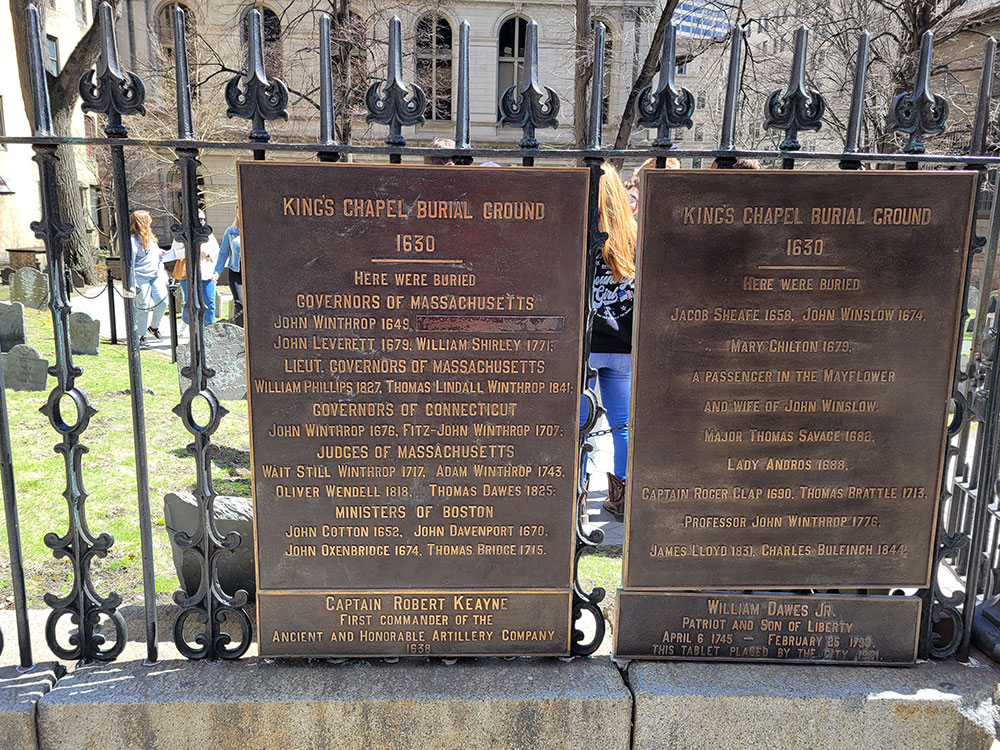 KING'S CHAPEL BURIAL GROUND
1630
HERE WERE BURIED
GOVERNORS OF MASSACHUSETTS
JOHN WINTHROP 1649,
JOHN LEVERETT 1679, WILLIAM SHIRLEY 1771;
LIEUT. GOVERNORS OF MASSACHUSETTS
WILLIAM PHILLIPS 1827, THOMAS LINDALL WINTHROP 1841;
GOVERNORS OF CONNECTICUT
JOHN WINTHROP 1676, FITZ-JOHN WINTHROP 1707;
JUDGES OF MASSACHUSETTS
WAIT STILL WINTHROP 1717, ADAM WINTHROP 1743,
OLIVER WENDELL 1818, THOMAS DAWES 1825;
MINISTERS OF BOSTON
JOHN COTTON 1652, JOHN DAVENPORT 1670,
JOHN OXENBRIDGE 1674, THOMAS BRIDGE 1715.
CAPTAIN ROBERT KEAYNE
FIRST COMMANDER OF THE
ANCIENT AND HONORABLE ARTILLERY COMPANY
1638
KING'S CHAPEL BURIAL GROUND
1630
HERE WERE BURIED
JACOB SHEAFE 1658, JOHN WINSLOW 1674,
MARY CHILTON 1679,
A PASSENGER IN THE MAYFLOWER
AND WIFE OF JOHN WINSLOW,
MAJOR THOMAS SAVAGE 1682,
LADY ANDROS 1688,
CAPTAIN ROGER CLAP 1690, THOMAS BRATTLE 1713,
PROFESSOR JOHN WINTHROP 1776,
JAMES LLOYD 1831, CHARLES BULFINCH 1844.
WILLIAM DAWES JR.
PATRIOT AND SON OF LIBERTY
APRIL 6 1745 — FEBRUARY 25
THIS TABLET PLACED BY THE CITY